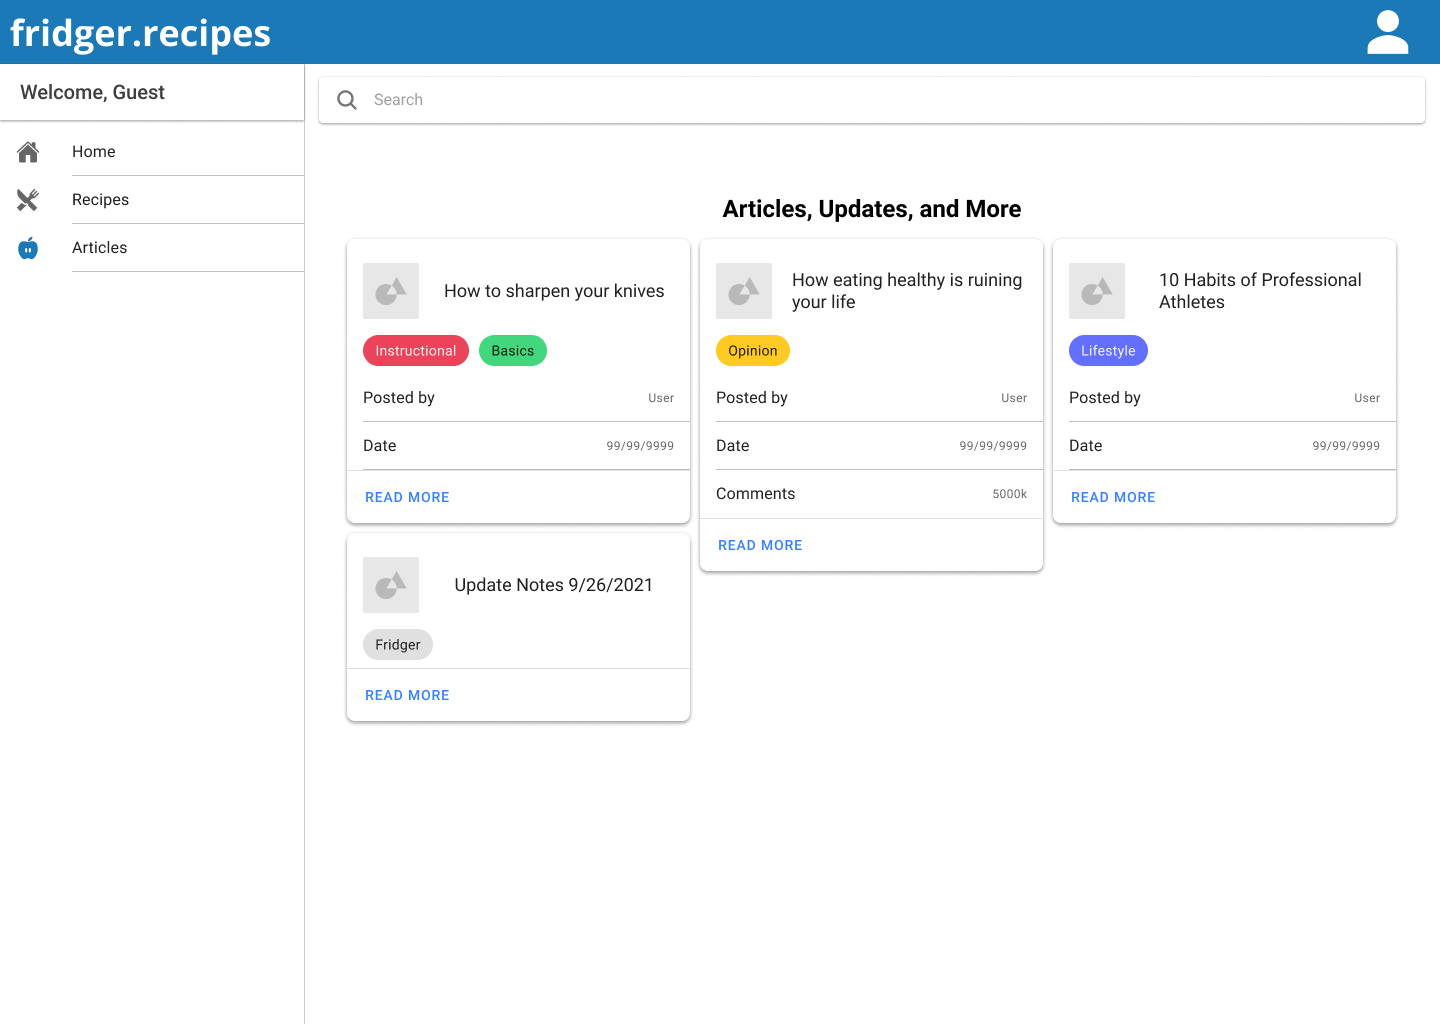 fridger.recipes
Welcome, Guest
Home
Recipes
Articles
Search
Articles, Updates, and More
How to sharpen your knives
Instructional
Basics
Posted by
User
Date
99/99/9999
READ MORE
How eating healthy is ruining
your life
Opinion
Posted by
User
Date
99/99/9999
Comments
5000k
READ MORE
10 Habits of Professional
Athletes
Lifestyle
Posted by
User
Date
99/99/9999
READ MORE
Update Notes 9/26/2021
Fridger
READ MORE